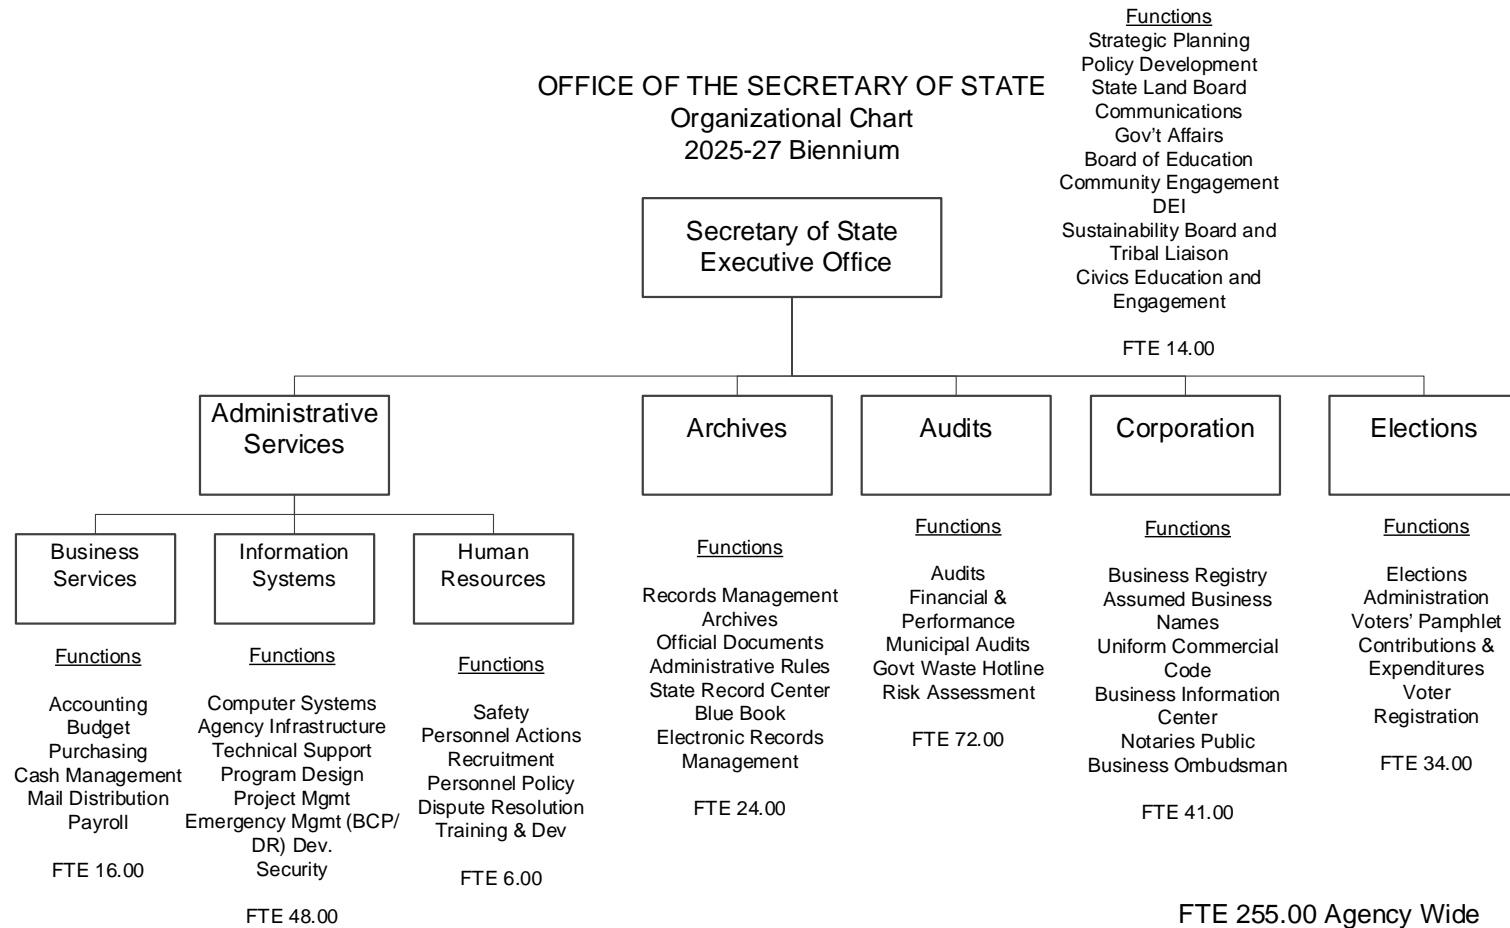 OFFICE OF THE SECRETARY OF STATE
Organizational Chart
2025-27 Biennium
Functions
Strategic Planning
Policy Development
State Land Board
Communications
Gov’t Affairs
Board of Education
Community Engagement
DEI
Sustainability Board and
Tribal Liaison
Civics Education and
Engagement
FTE 14.00
Secretary of State
Executive Office
Administrative
Services
Archives
Audits
Corporation
Elections
Business
Services
Information
Systems
Human
Resources
Functions
Accounting
Budget
Purchasing
Cash Management
Mail Distribution
Payroll
FTE 16.00
Functions
Computer Systems
Agency Infrastructure
Technical Support
Program Design
Project Mgmt
Emergency Mgmt (BCP/
DR) Dev.
Security
FTE 48.00
Functions
Safety
Personnel Actions
Recruitment
Personnel Policy
Dispute Resolution
Training & Dev
FTE 6.00
Functions
Records Management
Archives
Official Documents
Administrative Rules
State Record Center
Blue Book
Electronic Records
Management
FTE 24.00
Functions
Audits
Financial &
Performance
Municipal Audits
Govt Waste Hotline
Risk Assessment
FTE 72.00
Functions
Business Registry
Assumed Business
Names
Uniform Commercial
Code
Business Information
Center
Notaries Public
Business Ombudsman
FTE 41.00
Functions
Elections
Administration
Voters’ Pamphlet
Contributions &
Expenditures
Voter
Registration
FTE 34.00
FTE 255.00 Agency Wide